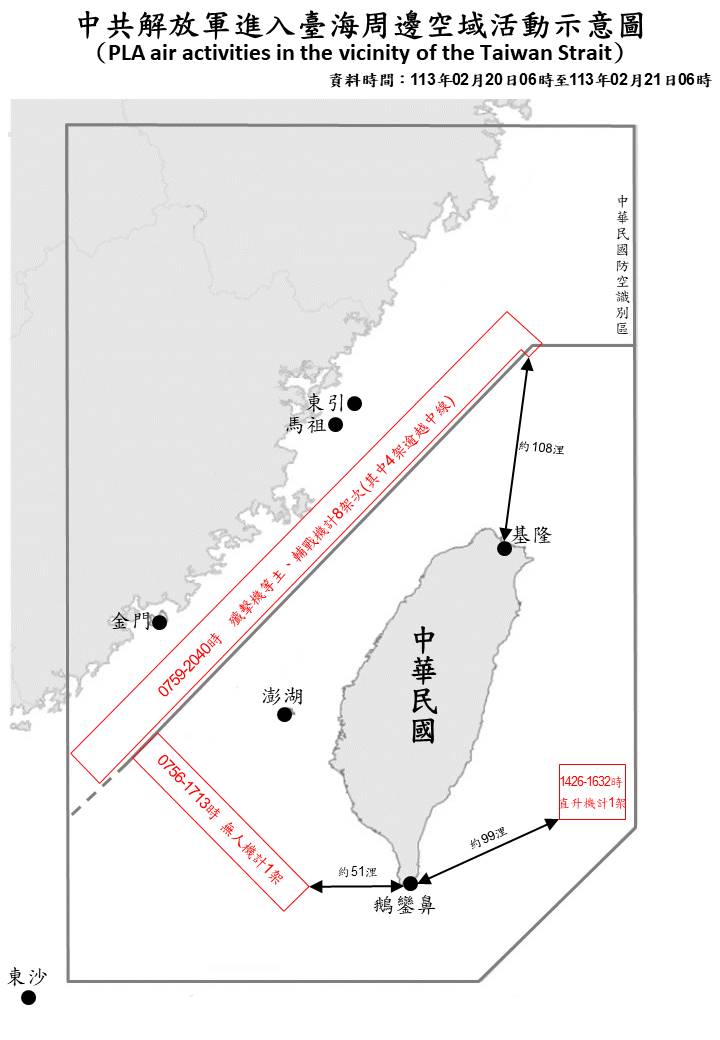 中共解放軍進入臺海周邊空域活動示意圖
（PLA air activities in the vicinity of the Taiwan Strait）
資料時間：113年02月20日06時至113年02月21日06時
中華民國防空識別區
東引
馬祖
約108浬
0759-2040時 殲擊機等主、輔戰機計8架次(其中4架逾越中線)
基隆
金門
中華民國
澎湖
0756-1713時 無人機計1架
1426-1632時
直升機計1架
約99浬
約51浬
鵝鑾鼻
東沙